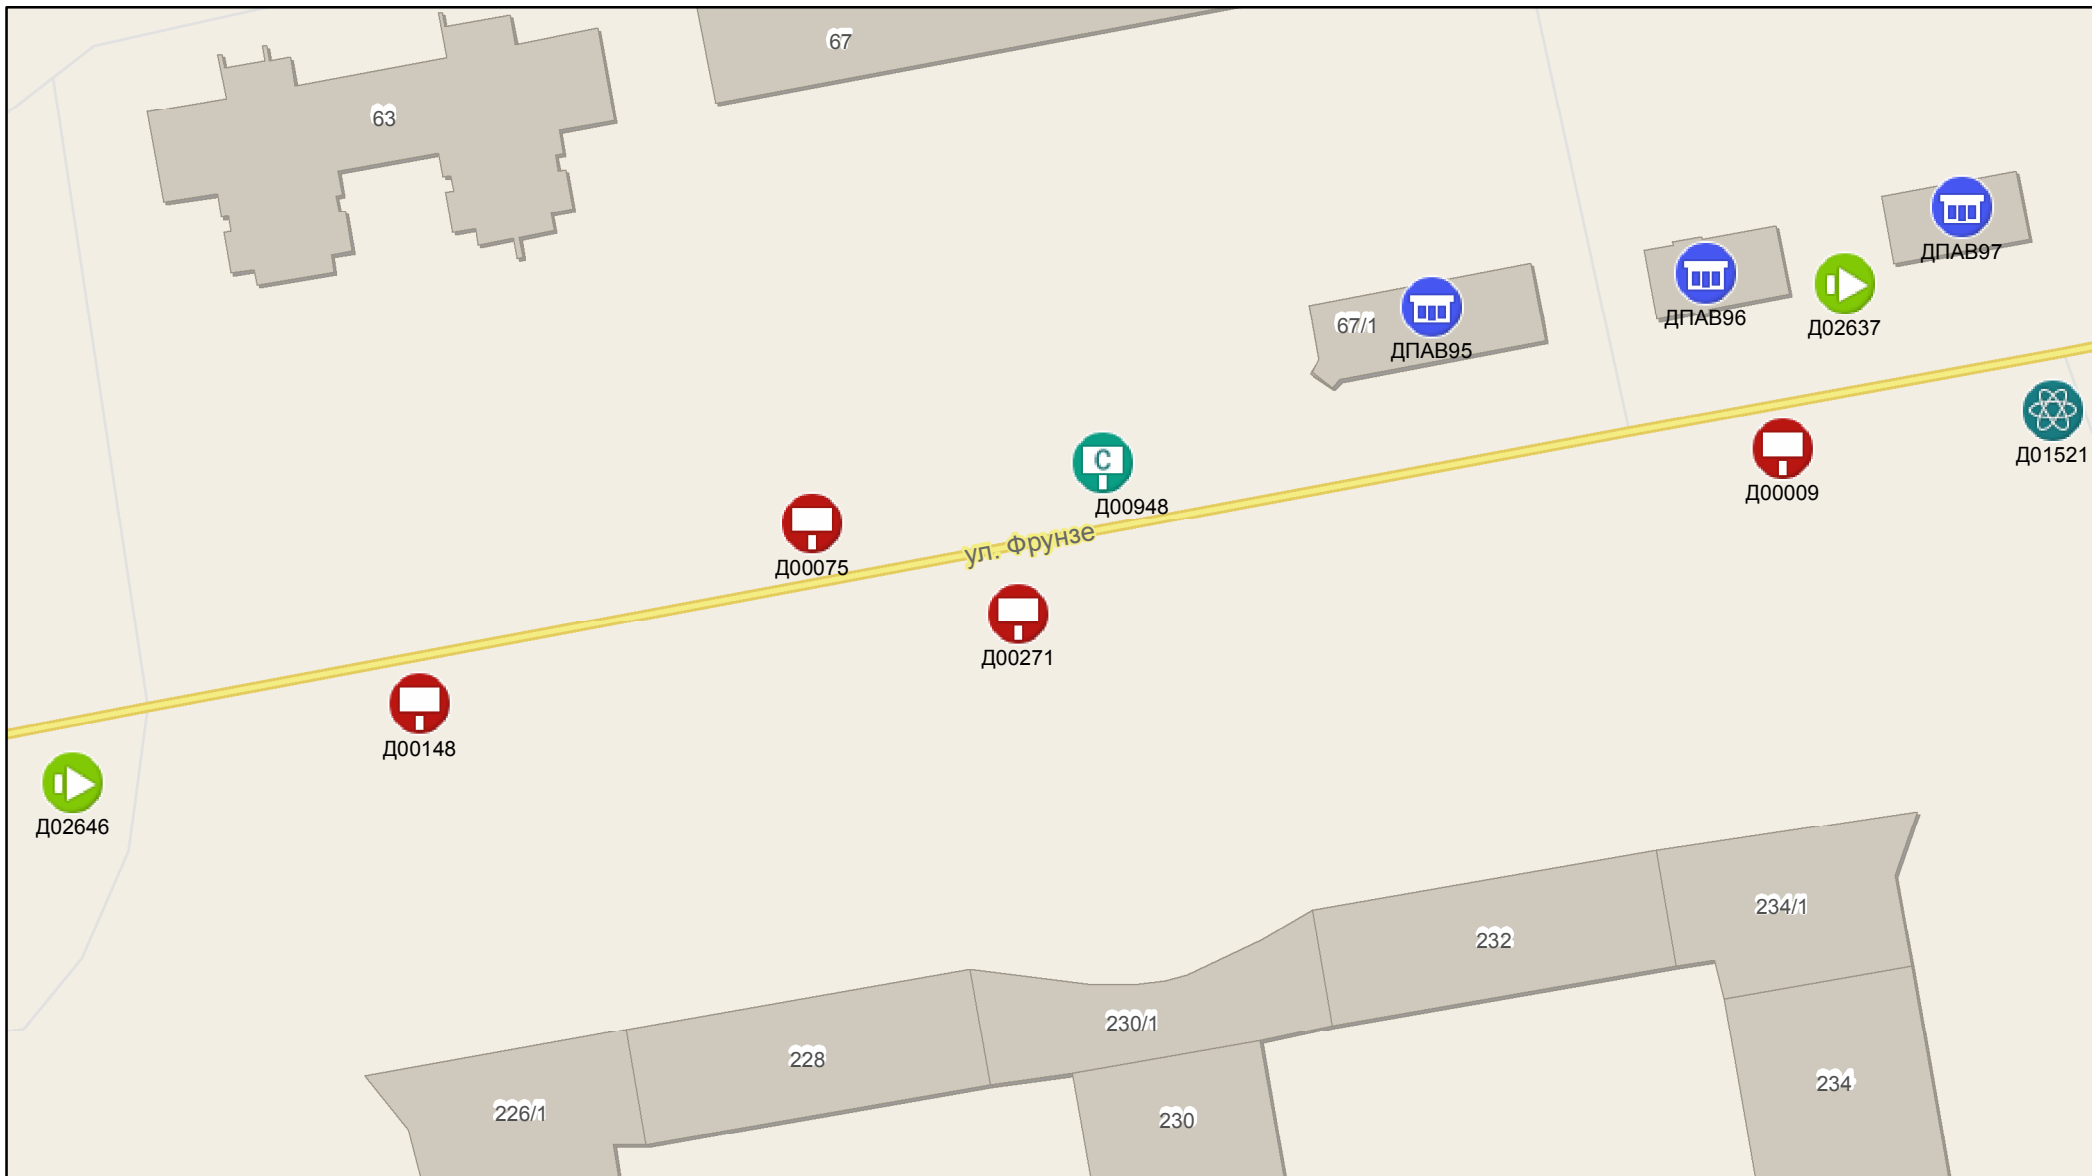 67
63
ДПАВ97
ДПАВ96
Д02637
67/1
ДПАВ95
Д01521
Д00009
С
Д00948
ул. Фрунзе
Д00075
Д00271
Д00148
Д02646
234/1
232
230/1
228
234
226/1
230